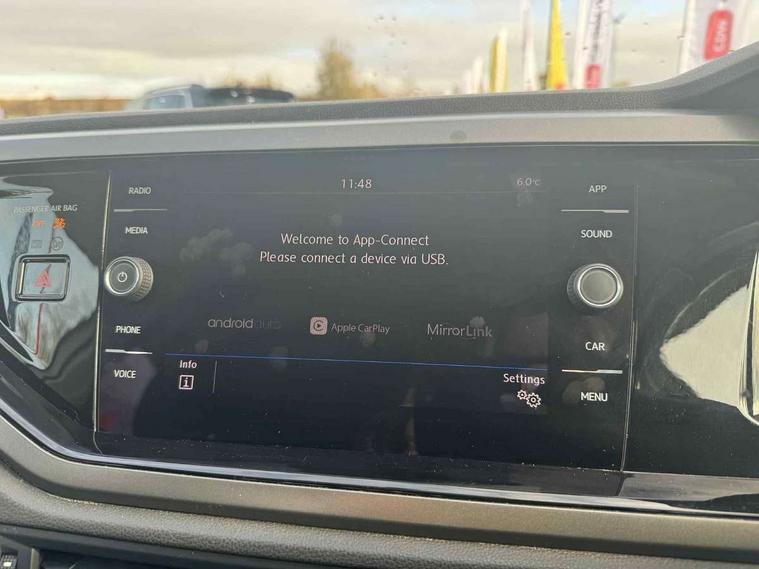 RADIO
11:48
6.0°C
APP
PASSENGER AIR BAG
MEDIA
SOUND
Welcome to App-Connect
Please connect a device via USB.
androidauto
Apple CarPlay
MirrorLink
PHONE
CAR
VOICE
Info
Settings
MENU